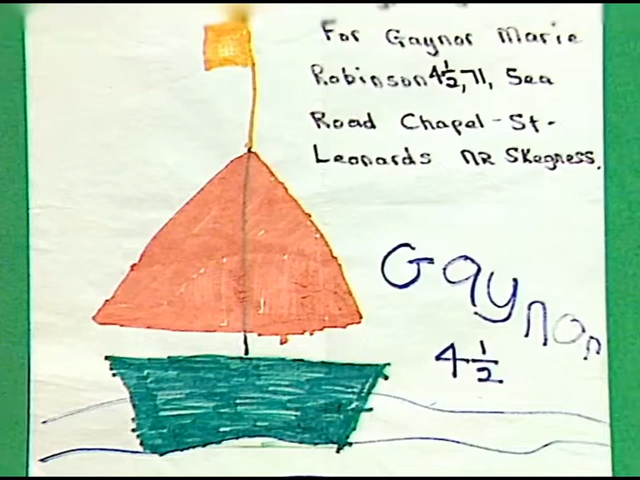 For Gaynor Marie
Robinson 4½, 71, Sea
Road Chapel-St-
Leonards NR Skegness.
Gaynor
4½